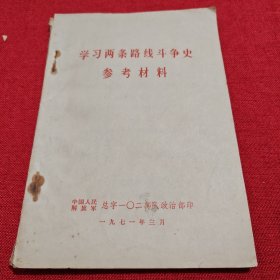 学习两条路线斗争史
参考材料
中国人民解放军 总字一〇二部队政治部印
一九七一年三月